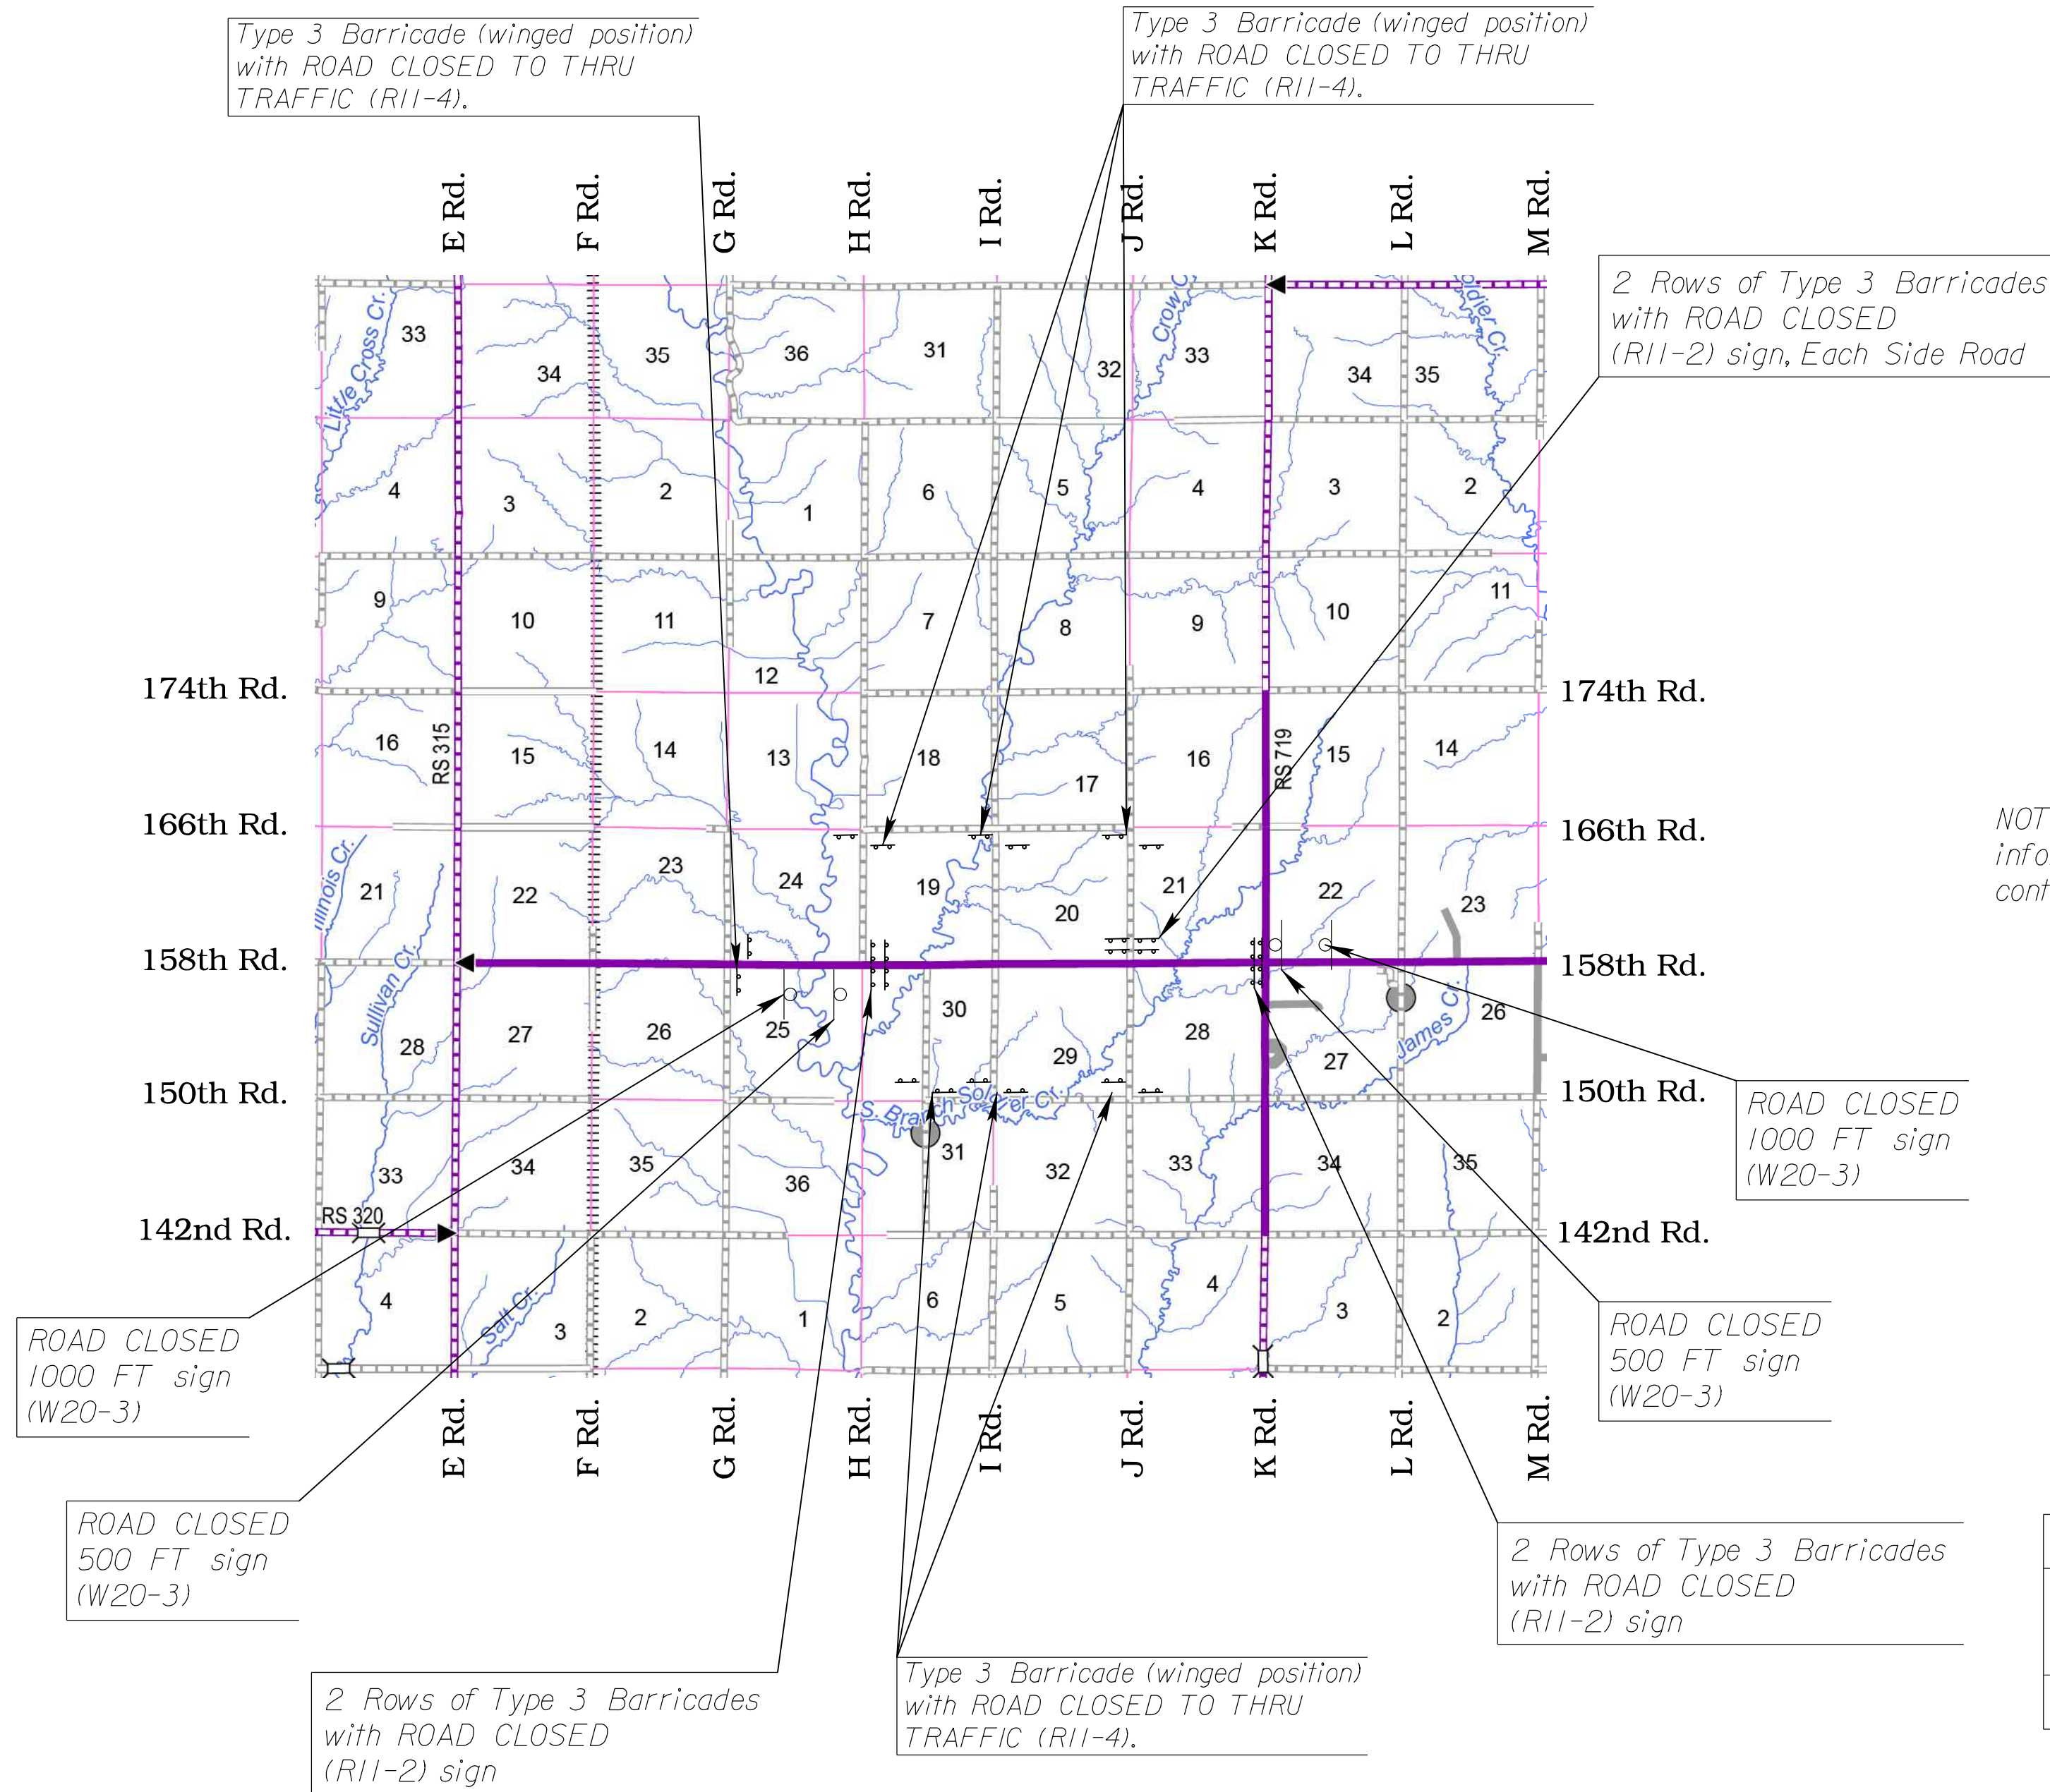 Type 3 Barricade (winged position)
with ROAD CLOSED TO THRU
TRAFFIC (R11-4).
Type 3 Barricade (winged position)
with ROAD CLOSED TO THRU
TRAFFIC (R11-4).
E Rd.
F Rd.
G Rd.
H Rd.
I Rd.
J Rd.
K Rd.
L Rd.
M Rd.
2 Rows of Type 3 Barricades
with ROAD CLOSED
(R11-2) sign, Each Side Road
Little Cross Cr.
Crow C
ldier Cr.
33
34
35
36
31
32
33
34
35
4
3
2
1
6
5
4
3
2
9
10
11
12
7
8
9
10
11
174th Rd.
174th Rd.
16
RS 315
15
14
13
18
17
16
RS 719
15
14
166th Rd.
166th Rd.
NOT
info
cont
Illinois Cr.
21
22
23
24
19
20
21
22
23
158th Rd.
158th Rd.
Sullivan Cr.
28
27
26
25
30
29
28
27
26
James Cr.
150th Rd.
150th Rd.
S. Branch Soldier Cr.
ROAD CLOSED
1000 FT sign
(W20-3)
33
34
35
36
31
32
33
34
35
RS 320
142nd Rd.
142nd Rd.
4
Salt Cr.
3
2
1
6
5
4
3
2
ROAD CLOSED
1000 FT sign
(W20-3)
ROAD CLOSED
500 FT sign
(W20-3)
E Rd.
F Rd.
G Rd.
H Rd.
I Rd.
J Rd.
K Rd.
L Rd.
M Rd.
ROAD CLOSED
500 FT sign
(W20-3)
2 Rows of Type 3 Barricades
with ROAD CLOSED
(R11-2) sign
Type 3 Barricade (winged position)
with ROAD CLOSED TO THRU
TRAFFIC (R11-4).
2 Rows of Type 3 Barricades
with ROAD CLOSED
(R11-2) sign